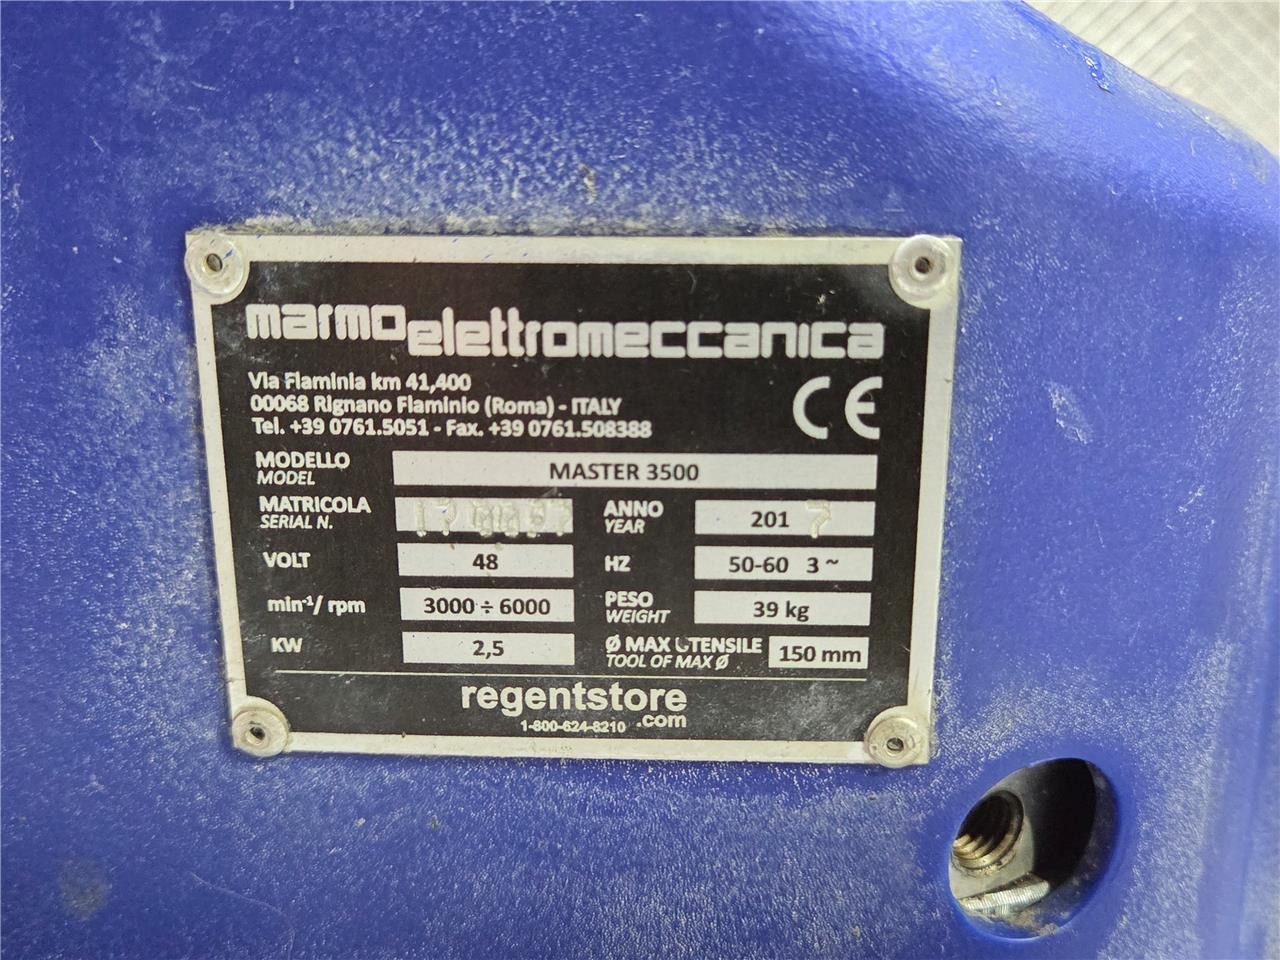 marmoelettromeccanica
Via Flaminia km 41,400
00068 Rignano Flaminio (Roma) - ITALY
Tel. +39 0761.5051 - Fax. +39 0761.508388
CE
MODELLO
MODEL
MASTER 3500
MATRICOLA
SERIAL N.
ANNO
YEAR
2017
VOLT
48
HZ
50-60 3~
min-1/ rpm
3000 ÷ 6000
PESO
WEIGHT
39 kg
KW
2,5
Ø MAX UTENSILE
TOOL OF MAX Ø
150 mm
regentstore
.com
1-800-624-8210